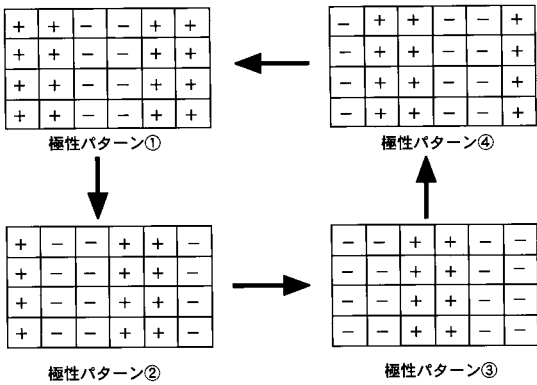 + + − − + +
+ + − − + +
+ + − − + +
+ + − − + +
極性パターン①
− + + − − +
− + + − − +
− + + − − +
− + + − − +
極性パターン④
+ − − + + −
+ − − + + −
+ − − + + −
+ − − + + −
極性パターン②
− − + + − −
− − + + − −
− − + + − −
− − + + − −
極性パターン③